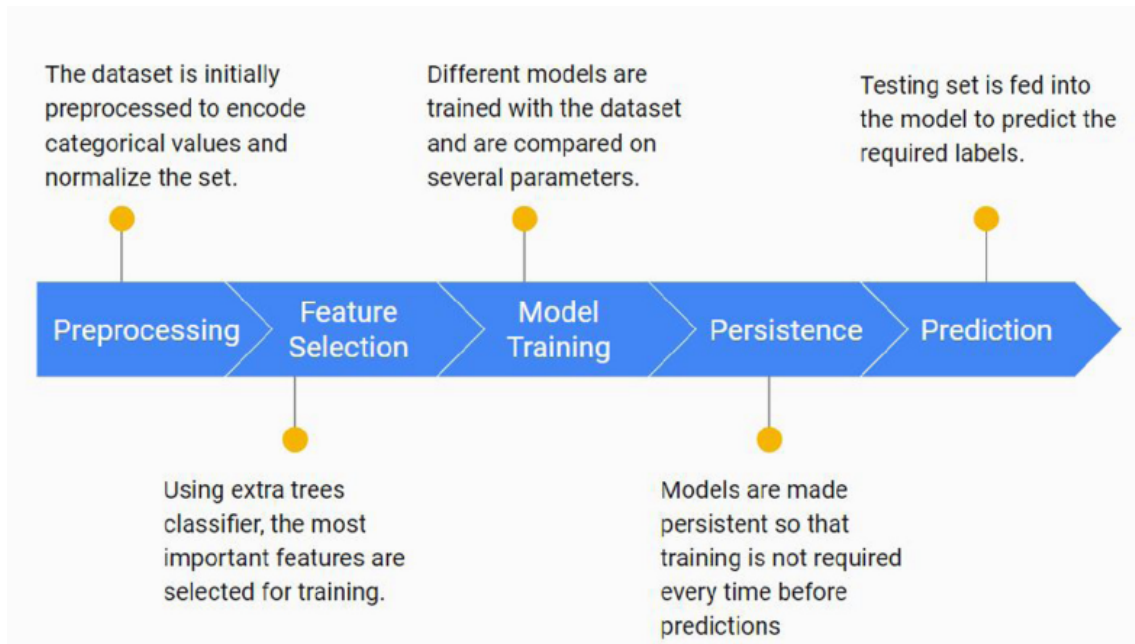 The dataset is initially
preprocessed to encode
categorical values and
normalize the set.
Different models are
trained with the dataset
and are compared on
several parameters.
Testing set is fed into
the model to predict the
required labels.
Preprocessing
Feature
Selection
Model
Training
Persistence
Prediction
Using extra trees
classifier, the most
important features are
selected for training.
Models are made
persistent so that
training is not required
every time before
predictions